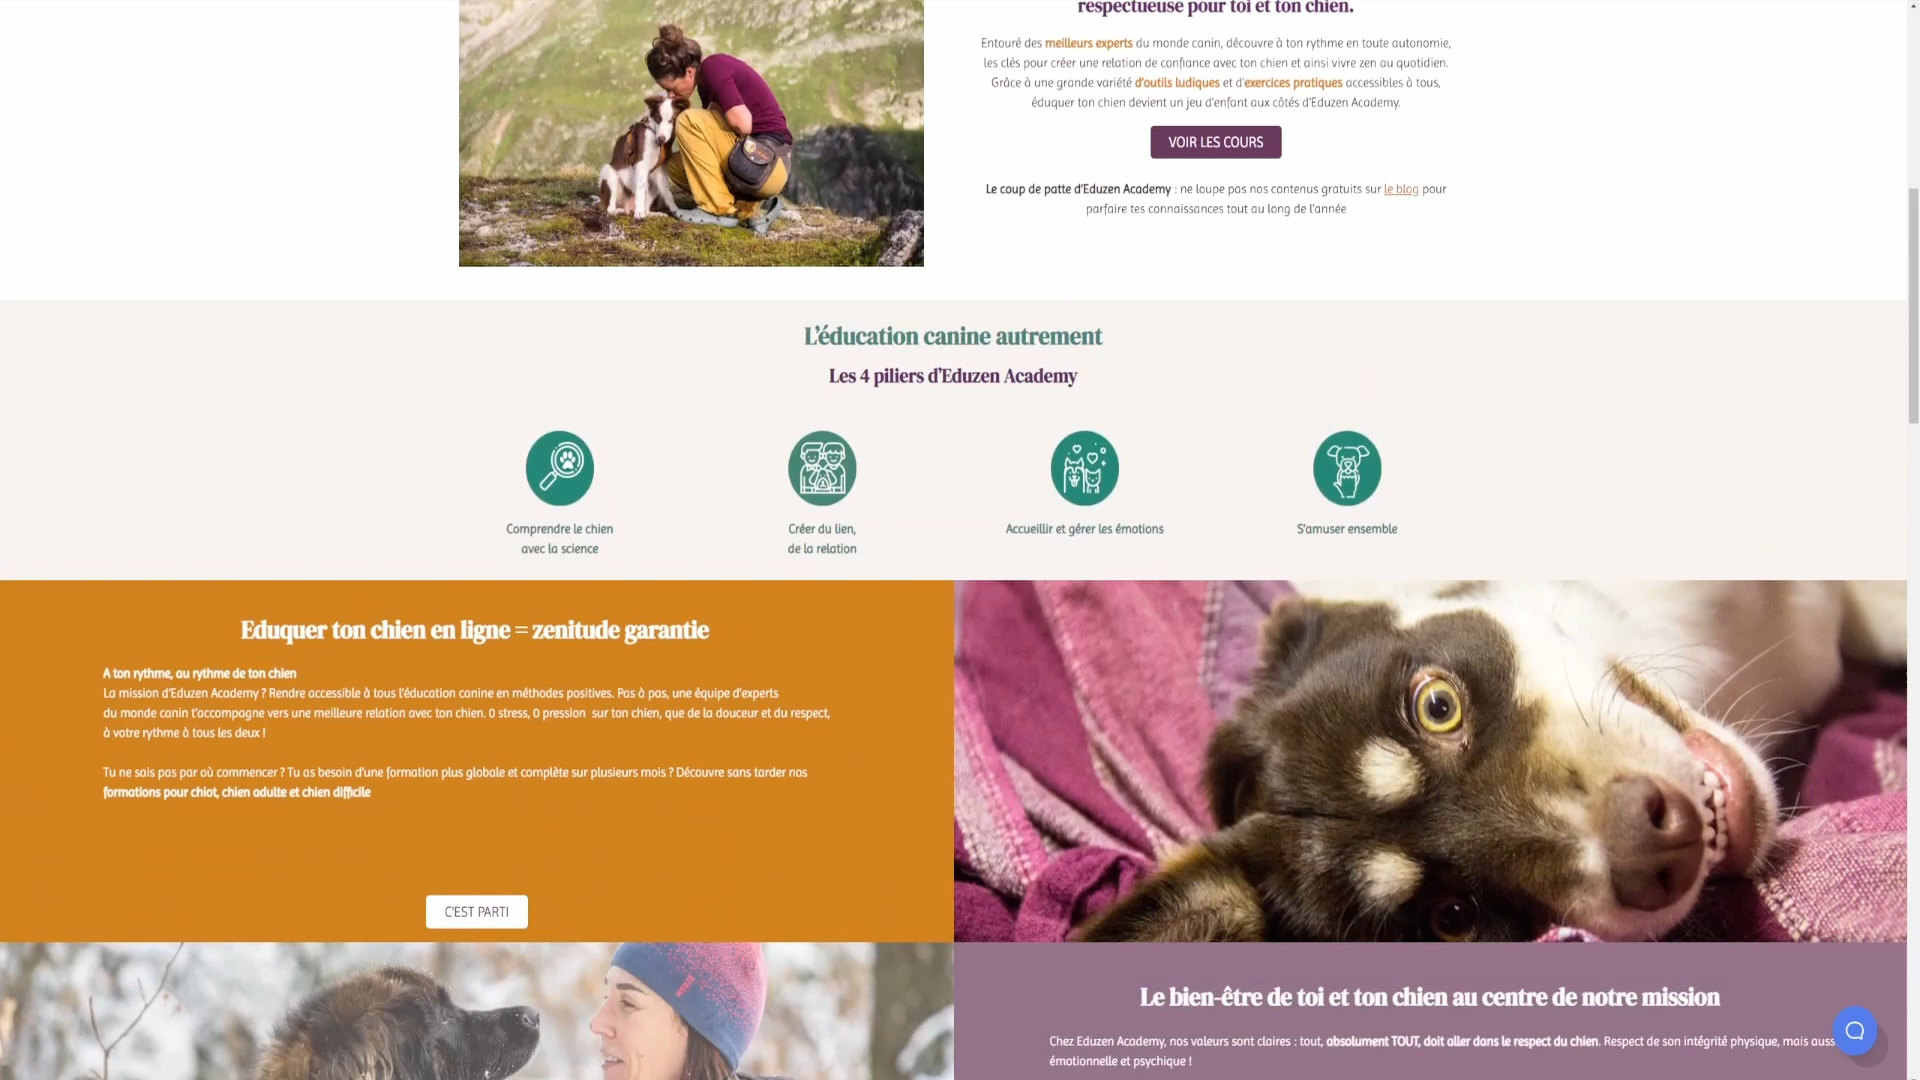 respectueuse pour toi et ton chien.
Entouré des meilleurs experts du monde canin, découvre à ton rythme en toute autonomie,
les clés pour créer une relation de confiance avec ton chien et ainsi vivre zen au quotidien.
Grâce à une grande variété d'outils ludiques et d'exercices pratiques accessibles à tous,
éduquer ton chien devient un jeu d'enfant aux côtés d'Eduzen Academy.
VOIR LES COURS
Le coup de patte d'Eduzen Academy : ne loupe pas nos contenus gratuits sur le blog pour
parfaire tes connaissances tout au long de l'année
L'éducation canine autrement
Les 4 piliers d'Eduzen Academy
Comprendre le chien
avec la science
Créer du lien,
de la relation
Accueillir et gérer les émotions
S'amuser ensemble
Eduquer ton chien en ligne = zenitude garantie
A ton rythme, au rythme de ton chien
La mission d'Eduzen Academy ? Rendre accessible à tous l'éducation canine en méthodes positives. Pas à pas, une équipe d'experts
du monde canin t'accompagne vers une meilleure relation avec ton chien. 0 stress, 0 pression sur ton chien, que de la douceur et du respect,
à votre rythme à tous les deux !
Tu ne sais pas par où commencer ? Tu as besoin d'une formation plus globale et complète sur plusieurs mois ? Découvre sans tarder nos
formations pour chiot, chien adulte et chien difficile
C'EST PARTI
Le bien-être de toi et ton chien au centre de notre mission
Chez Eduzen Academy, nos valeurs sont claires : tout, absolument TOUT, doit aller dans le respect du chien. Respect de son intégrité physique, mais
émotionnelle et psychique !